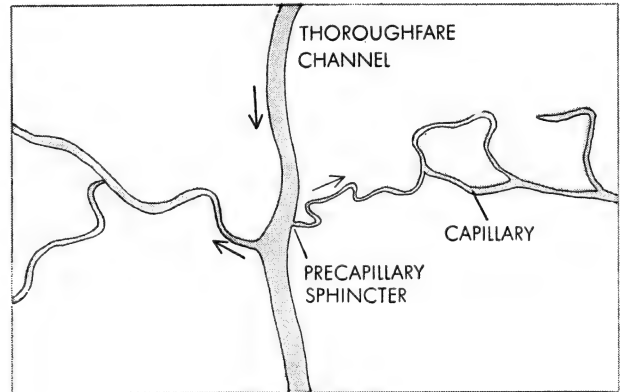 THOROUGHFARE
CHANNEL
CAPILLARY
PRECAPILLARY
SPHINCTER